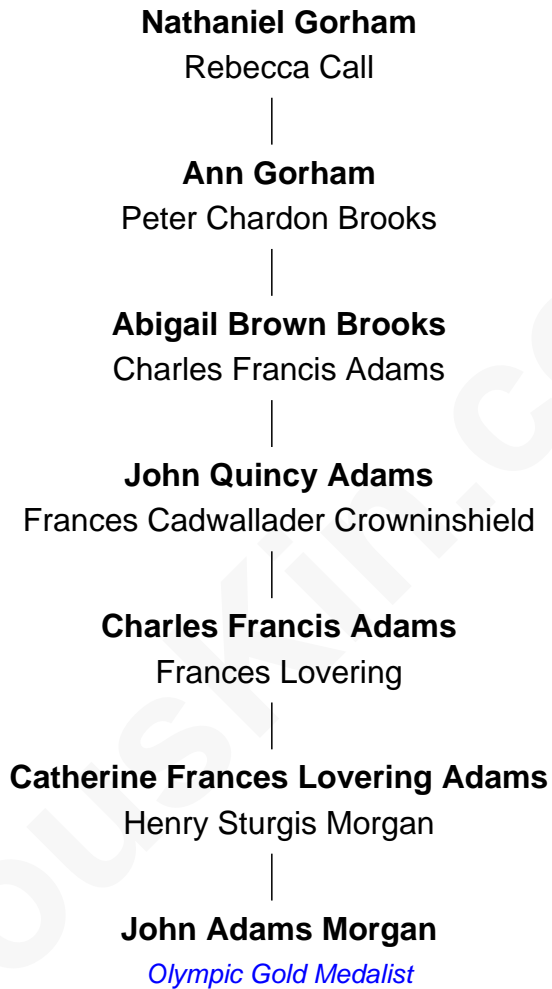 Nathaniel Gorham
Rebecca Call
Ann Gorham
Peter Chardon Brooks
Abigail Brown Brooks
Charles Francis Adams
John Quincy Adams
Frances Cadwallader Crowninshield
Charles Francis Adams
Frances Lovering
Catherine Frances Lovering Adams
Henry Sturgis Morgan
John Adams Morgan
Olympic Gold Medalist